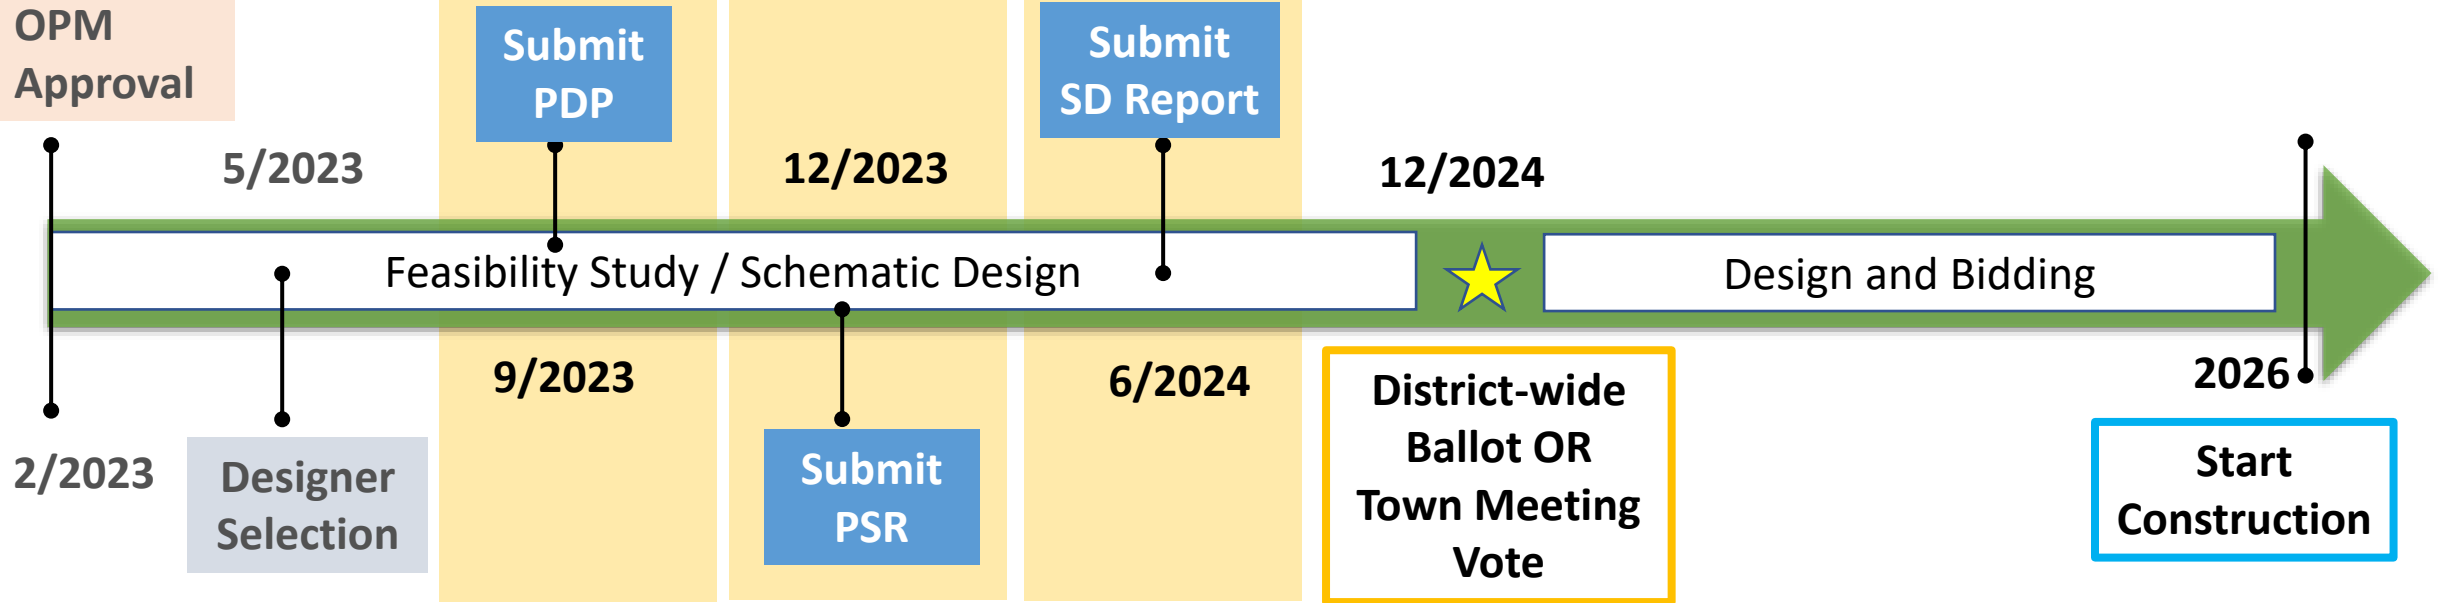 OPM
Approval
Submit
PDP
Submit
SD Report
5/2023
12/2023
12/2024
Feasibility Study / Schematic Design
Design and Bidding
9/2023
6/2024
2026
2/2023
Designer
Selection
Submit
PSR
District-wide
Ballot OR
Town Meeting
Vote
Start
Construction